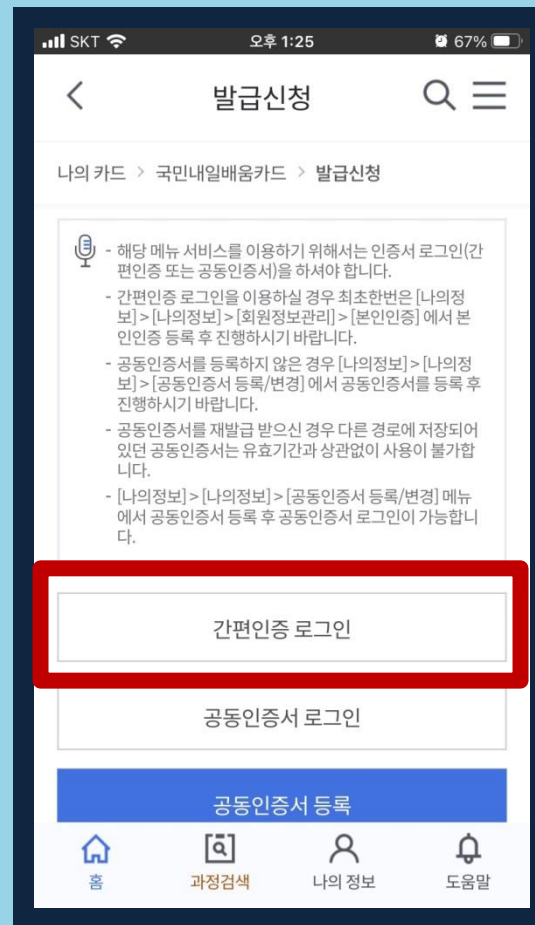 SKT 오후 1:25 67%
발급신청
나의 카드 > 국민내일배움카드 > 발급신청
- 해당 메뉴 서비스를 이용하기 위해서는 인증서 로그인(간
편인증 또는 공동인증서)을 하셔야 합니다.
- 간편인증 로그인을 이용하실 경우 최초한번은 [나의정
보] > [나의정보] > [회원정보관리] > [본인인증] 에서 본
인인증 등록 후 진행하시기 바랍니다.
- 공동인증서를 등록하지 않은 경우 [나의정보] > [나의정
보] > [공동인증서 등록/변경] 에서 공동인증서를 등록 후
진행하시기 바랍니다.
- 공동인증서를 재발급 받으신 경우 다른 경로에 저장되어
있던 공동인증서는 유효기간과 상관없이 사용이 불가합
니다.
- [나의정보] > [나의정보] > [공동인증서 등록/변경] 메뉴
에서 공동인증서 등록 후 공동인증서 로그인이 가능합니
다.
간편인증 로그인
공동인증서 로그인
공동인증서 등록
홈 과정검색 나의 정보 도움말